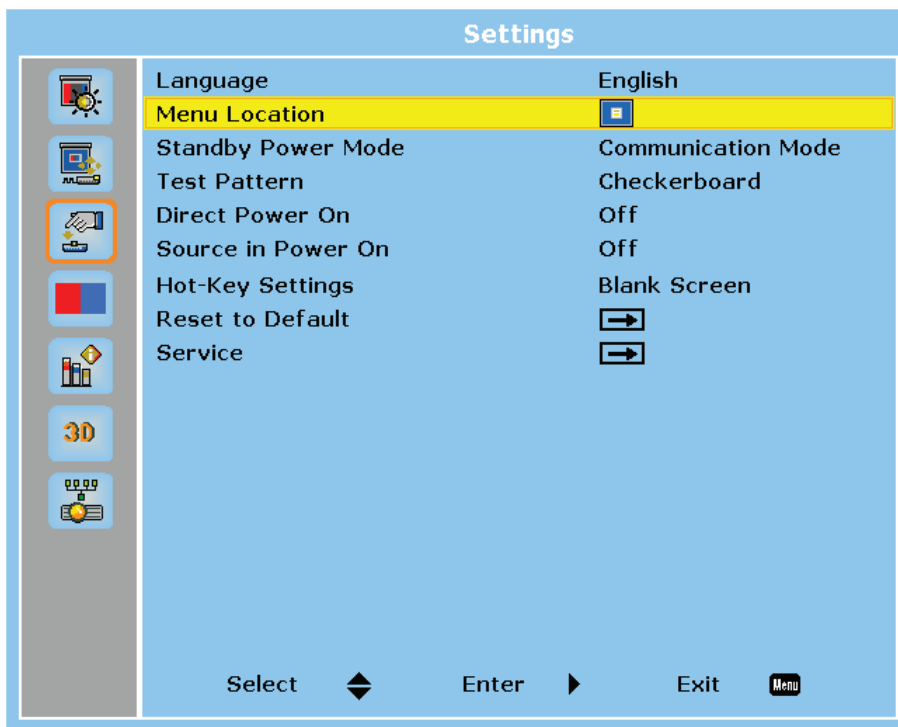 Settings
Language English
Menu Location
Standby Power Mode Communication Mode
Test Pattern Checkerboard
Direct Power On Off
Source in Power On Off
Hot-Key Settings Blank Screen
Reset to Default
Service
3D
Select Enter Exit Menu